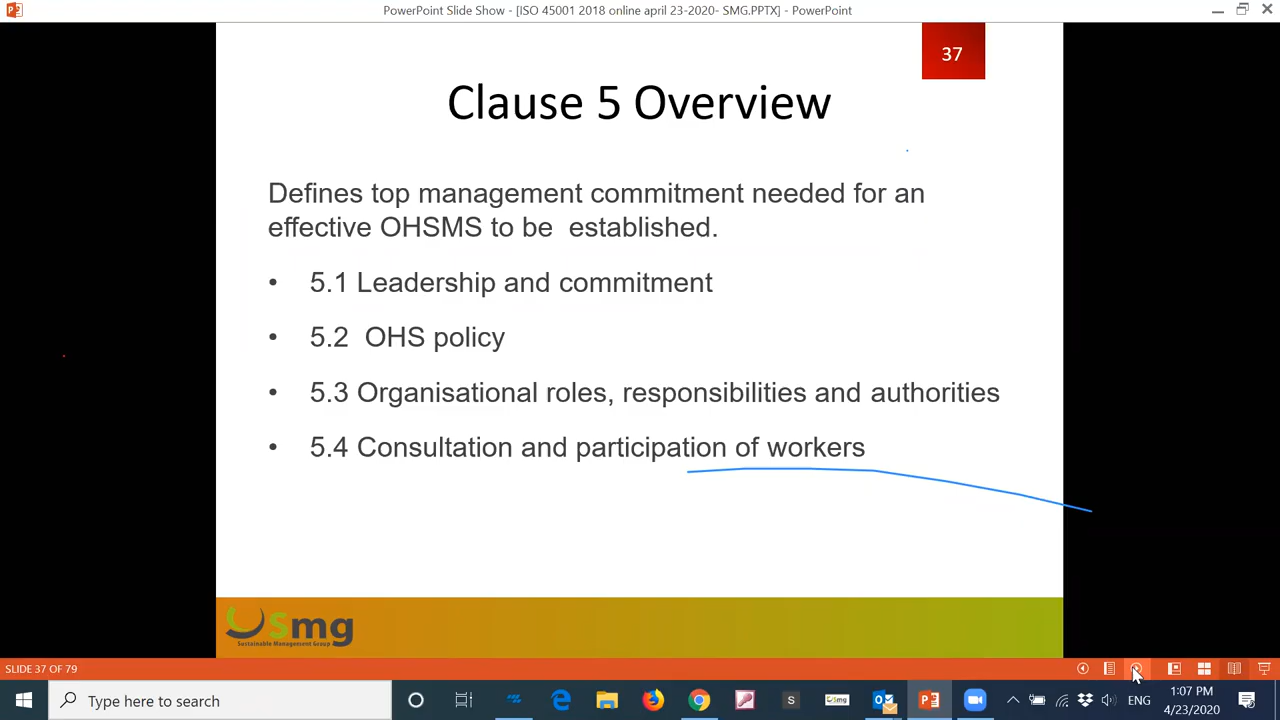 PowerPoint Slide Show - [ISO 45001 2018 online april 23-2020- SMG.PPTX] - PowerPoint
37
Clause 5 Overview
Defines top management commitment needed for an
effective OHSMS to be  established.
• 5.1 Leadership and commitment
• 5.2  OHS policy
• 5.3 Organisational roles, responsibilities and authorities
• 5.4 Consultation and participation of workers
Smg
Sustainable Management Group
SLIDE 37 OF 79
Type here to search
S
Smg
ENG
1:07 PM
4/23/2020